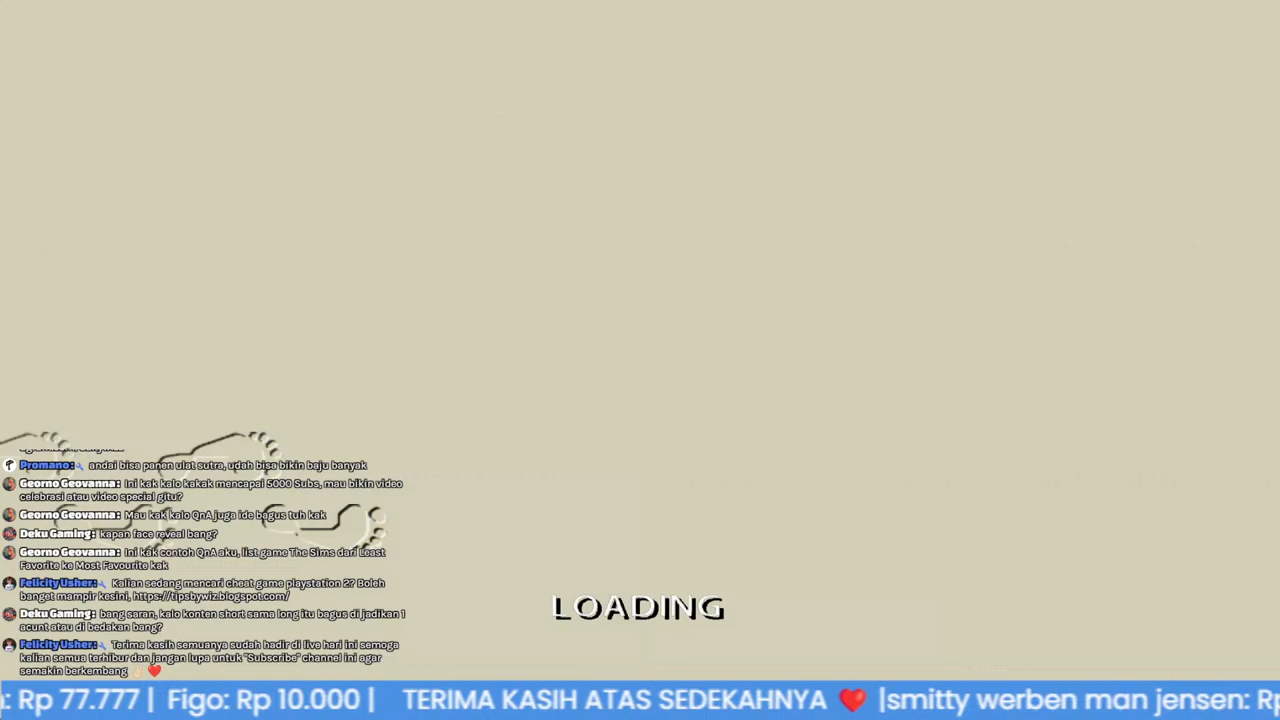 Promano: andai bisa panen ulat sutra, udah bisa bikin baju banyak
Georno Geovanna: Ini kak kalo kakak mencapai 5000 Subs, mau bikin video
celebrasi atau video special gitu?
Georno Geovanna: Mau kak kalo QnA juga ide bagus tuh kak
Deku Gaming: kapan face reveal bang?
Georno Geovanna: Ini kak contoh QnA aku, list game The Sims dari Least
Favorite ke Most Favourite kak
Felicity Usher: Kalian sedang mencari cheat game playstation 2? Boleh
banget mampir kesini, https://tipsbywiz.blogspot.com/
LOADING
Deku Gaming: bang saran, kalo konten short sama long itu bagus di jadikan 1
acunt atau di bedakan bang?
Felicity Usher: Terima kasih semuanya sudah hadir di live hari ini semoga
kalian semua terhibur dan jangan lupa untuk "Subscribe" channel ini agar
semakin berkembang ❤️
: Rp 77.777 | Figo: Rp 10.000 | TERIMA KASIH ATAS SEDEKAHNYA ❤️ |smitty werben man jensen: Rp